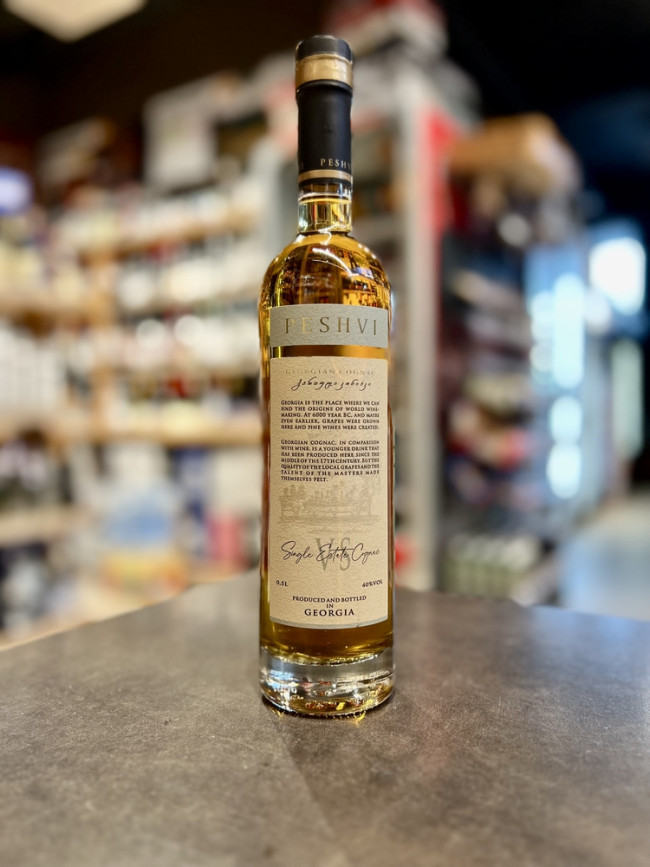 PESHVI
PESHVI
GEORGIAN COGNAC
ქართული კონიაკი
GEORGIA IS THE PLACE WHERE WE CAN
FIND THE ORIGINS OF WORLD WINE-
MAKING. AT 6000 YEAR BC, AND MAYBE
EVEN EARLIER, GRAPES WERE GROWN
HERE AND FINE WINES WERE CREATED.
GEORGIAN COGNAC, IN COMPARISON
WITH WINE, IS A YOUNGER DRINK THAT
HAS BEEN PRODUCED HERE SINCE THE
MIDDLE OF THE 17TH CENTURY. BUT THE
QUALITY OF THE LOCAL GRAPES AND THE
TALENT OF THE MASTERS MADE
THEMSELVES FELT.
VS
Single Estate Cognac
0.5L 40%VOL
PRODUCED AND BOTTLED
IN
GEORGIA